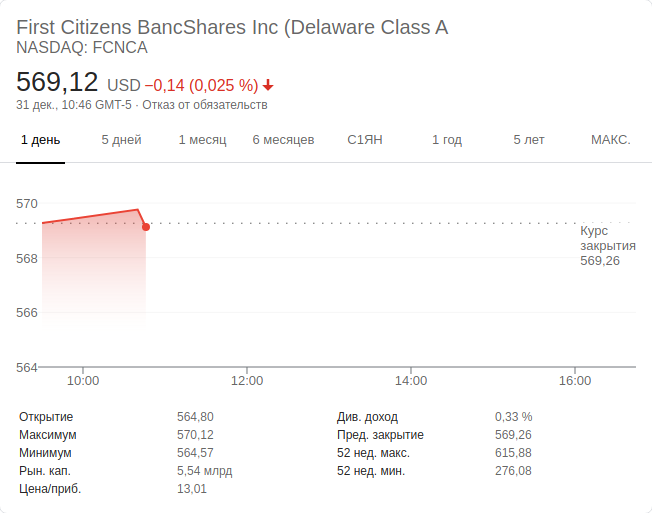 First Citizens BancShares Inc (Delaware Class A
NASDAQ: FCNCA
569,12 USD −0,14 (0,025 %)
31 дек., 10:46 GMT-5 · Отказ от обязательств
1 день 5 дней 1 месяц 6 месяцев С1ЯН 1 год 5 лет МАКС.
570
568
566
564
Курс
закрытия
569,26
10:00 12:00 14:00 16:00
Открытие 564,80 Див. доход 0,33 %
Максимум 570,12 Пред. закрытие 569,26
Минимум 564,57 52 нед. макс. 615,88
Рын. кап. 5,54 млрд 52 нед. мин. 276,08
Цена/приб. 13,01